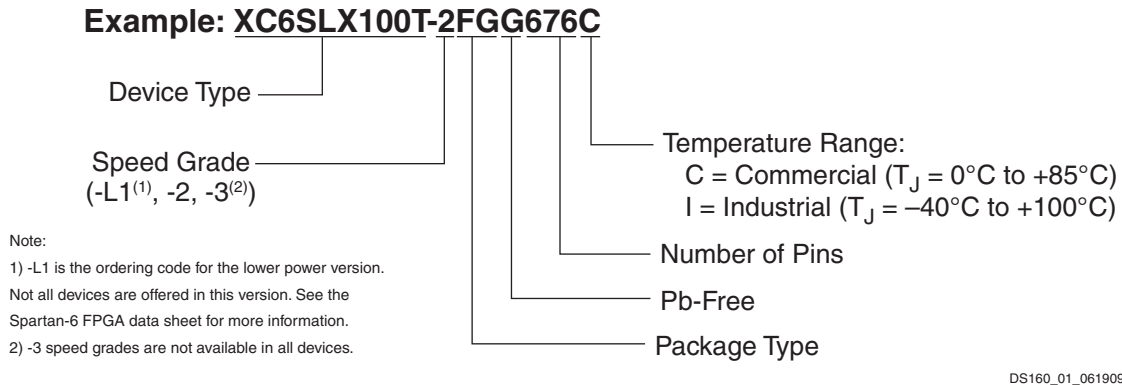 Example: XC6SLX100T-2FGG676C
Device Type
Speed Grade
(-L1(1), -2, -3(2))
Temperature Range:
C = Commercial (TJ = 0°C to +85°C)
I = Industrial (TJ = –40°C to +100°C)
Number of Pins
Pb-Free
Package Type
Note:
1) -L1 is the ordering code for the lower power version.
Not all devices are offered in this version. See the
Spartan-6 FPGA data sheet for more information.
2) -3 speed grades are not available in all devices.
DS160_01_061909